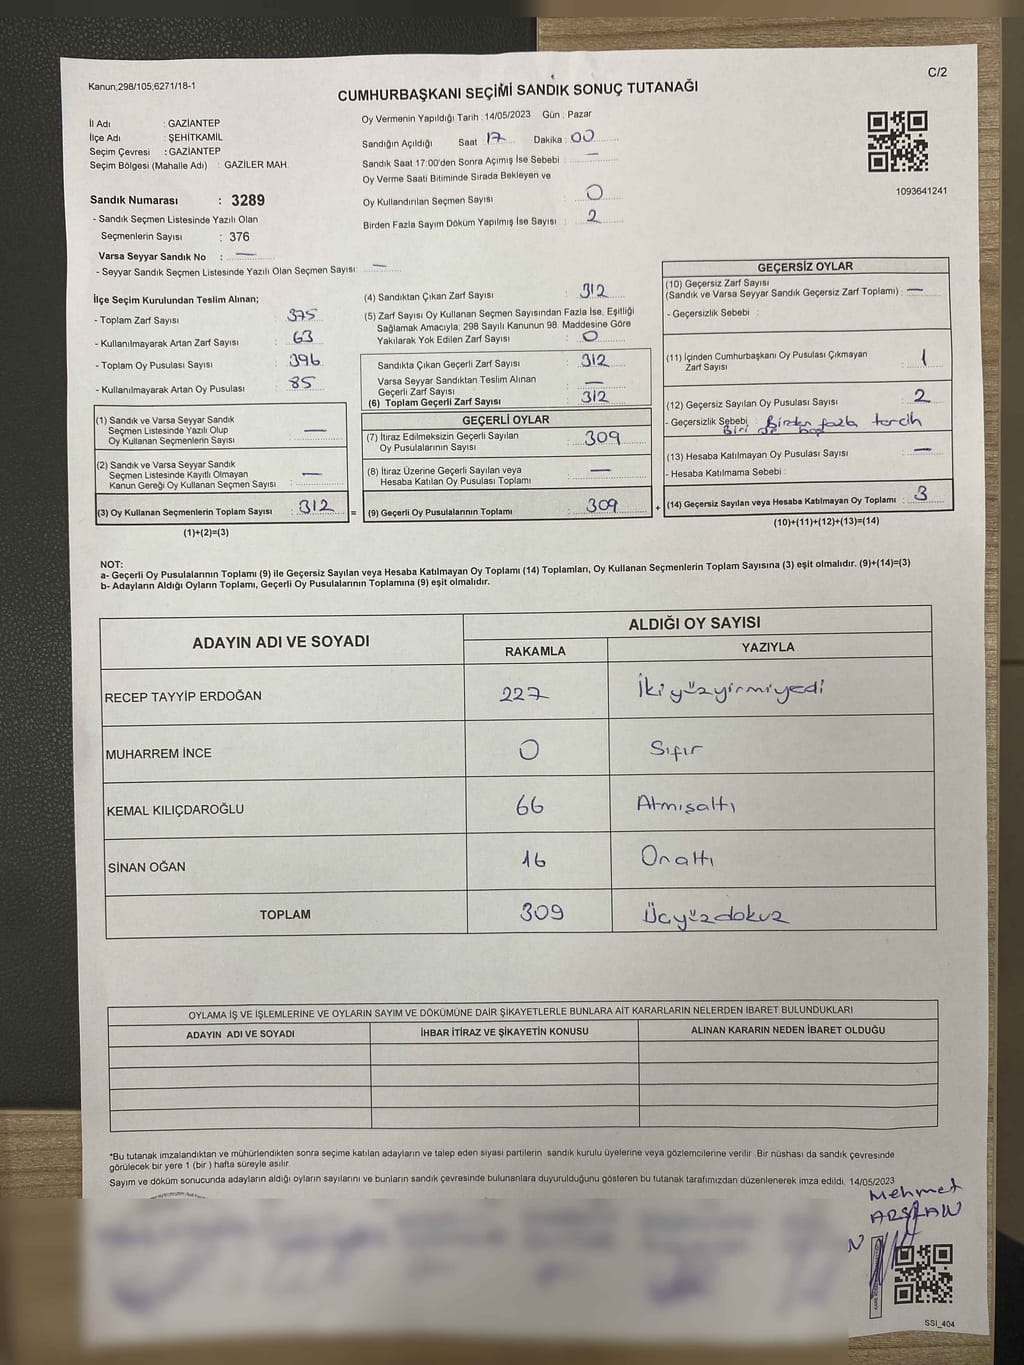 Kanun;298/105;6271/18-1
C/2
CUMHURBAŞKANI SEÇİMİ SANDIK SONUÇ TUTANAĞI
İl Adı : GAZİANTEP
İlçe Adı : ŞEHİTKAMİL
Seçim Çevresi : GAZİANTEP
Seçim Bölgesi (Mahalle Adı) : GAZİLER MAH.
Sandık Numarası : 3289
- Sandık Seçmen Listesinde Yazılı Olan
Seçmenlerin Sayısı : 376
Varsa Seyyar Sandık No : —
- Seyyar Sandık Seçmen Listesinde Yazılı Olan Seçmen Sayısı: —
Oy Vermenin Yapıldığı Tarih : 14/05/2023 Gün : Pazar
Sandığın Açıldığı Saat 17 Dakika : 00
Sandık Saat 17:00'den Sonra Açımış İse Sebebi : —
Oy Verme Saati Bitiminde Sırada Bekleyen ve
Oy Kullandırılan Seçmen Sayısı : 0
Birden Fazla Sayım Döküm Yapılmış İse Sayısı : 2
1093641241
İlçe Seçim Kurulundan Teslim Alınan;
- Toplam Zarf Sayısı : 375
- Kullanılmayarak Artan Zarf Sayısı : 63
- Toplam Oy Pusulası Sayısı : 396
- Kullanılmayarak Artan Oy Pusulası : 85
(1) Sandık ve Varsa Seyyar Sandık
Seçmen Listesinde Yazılı Olup
Oy Kullanan Seçmenlerin Sayısı : —
(2) Sandık ve Varsa Seyyar Sandık
Seçmen Listesinde Kayıtlı Olmayan
Kanun Gereği Oy Kullanan Seçmen Sayısı : —
(3) Oy Kullanan Seçmenlerin Toplam Sayısı : 312 =
(1)+(2)=(3)
(4) Sandıktan Çıkan Zarf Sayısı : 312
(5) Zarf Sayısı Oy Kullanan Seçmen Sayısından Fazla İse, Eşitliği
Sağlamak Amacıyla, 298 Sayılı Kanunun 98. Maddesine Göre
Yakılarak Yok Edilen Zarf Sayısı : 0
Sandıkta Çıkan Geçerli Zarf Sayısı : 312
Varsa Seyyar Sandıktan Teslim Alınan
Geçerli Zarf Sayısı : —
(6) Toplam Geçerli Zarf Sayısı : 312
GEÇERLİ OYLAR
(7) İtiraz Edilmeksizin Geçerli Sayılan
Oy Pusulalarının Sayısı : 309
(8) İtiraz Üzerine Geçerli Sayılan veya
Hesaba Katılan Oy Pusulası Toplamı : —
(9) Geçerli Oy Pusulalarının Toplamı : 309 +
GEÇERSİZ OYLAR
(10) Geçersiz Zarf Sayısı
(Sandık ve Varsa Seyyar Sandık Geçersiz Zarf Toplamı) : —
- Geçersizlik Sebebi :
(11) İçinden Cumhurbaşkanı Oy Pusulası Çıkmayan
Zarf Sayısı : 1
(12) Geçersiz Sayılan Oy Pusulası Sayısı : 2
- Geçersizlik Sebebi : Birden fazla tercih
Biri de boş
(13) Hesaba Katılmayan Oy Pusulası Sayısı : —
- Hesaba Katılmama Sebebi :
(14) Geçersiz Sayılan veya Hesaba Katılmayan Oy Toplamı : 3
(10)+(11)+(12)+(13)=(14)
NOT:
a- Geçerli Oy Pusulalarının Toplamı (9) ile Geçersiz Sayılan veya Hesaba Katılmayan Oy Toplamı (14) Toplamları, Oy Kullanan Seçmenlerin Toplam Sayısına (3) eşit olmalıdır. (9)+(14)=(3)
b- Adayların Aldığı Oyların Toplamı, Geçerli Oy Pusulalarının Toplamına (9) eşit olmalıdır.
ADAYIN ADI VE SOYADI
ALDIĞI OY SAYISI
RAKAMLA YAZIYLA
RECEP TAYYİP ERDOĞAN 227 İkiyüzyirmiyedi
MUHARREM İNCE 0 Sıfır
KEMAL KILIÇDAROĞLU 66 Atmışaltı
SİNAN OĞAN 16 Onaltı
TOPLAM 309 Üçyüzdokuz
OYLAMA İŞ VE İŞLEMLERİNE VE OYLARIN SAYIM VE DÖKÜMÜNE DAİR ŞİKAYETLERLE BUNLARA AİT KARARLARIN NELERDEN İBARET BULUNDUKLARI
ADAYIN ADI VE SOYADI İHBAR İTİRAZ VE ŞİKAYETİN KONUSU ALINAN KARARIN NEDEN İBARET OLDUĞU
*Bu tutanak imzalandıktan ve mühürlendikten sonra seçime katılan adayların ve talep eden siyasi partilerin sandık kurulu üyelerine veya gözlemcilerine verilir. Bir nüshası da sandık çevresinde
görülecek bir yere 1 (bir) hafta süreyle asılır.
Sayım ve döküm sonucunda adayların aldığı oyların sayılarını ve bunların sandık çevresinde bulunanlara duyurulduğunu gösteren bu tutanak tarafımızdan düzenlenerek imza edildi. 14/05/2023
Mehmet
ARSLAN
SSI_404